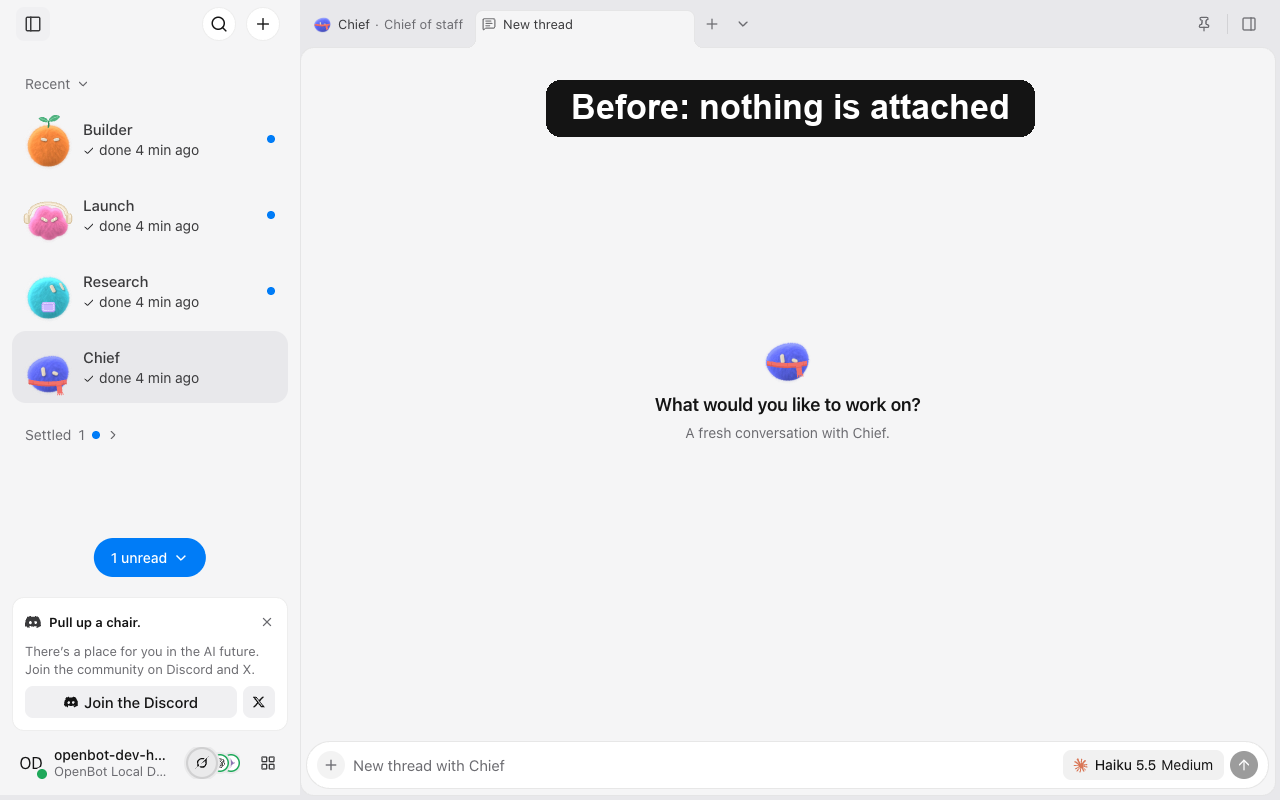 Chief · Chief of staff
New thread
Recent
Before: nothing is attached
Builder
✓ done 4 min ago
Launch
✓ done 4 min ago
Research
✓ done 4 min ago
Chief
✓ done 4 min ago
Settled 1
What would you like to work on?
A fresh conversation with Chief.
1 unread
Pull up a chair.
There's a place for you in the AI future.
Join the community on Discord and X.
Join the Discord
OD
openbot-dev-h...
OpenBot Local D...
New thread with Chief
Haiku 5.5 Medium